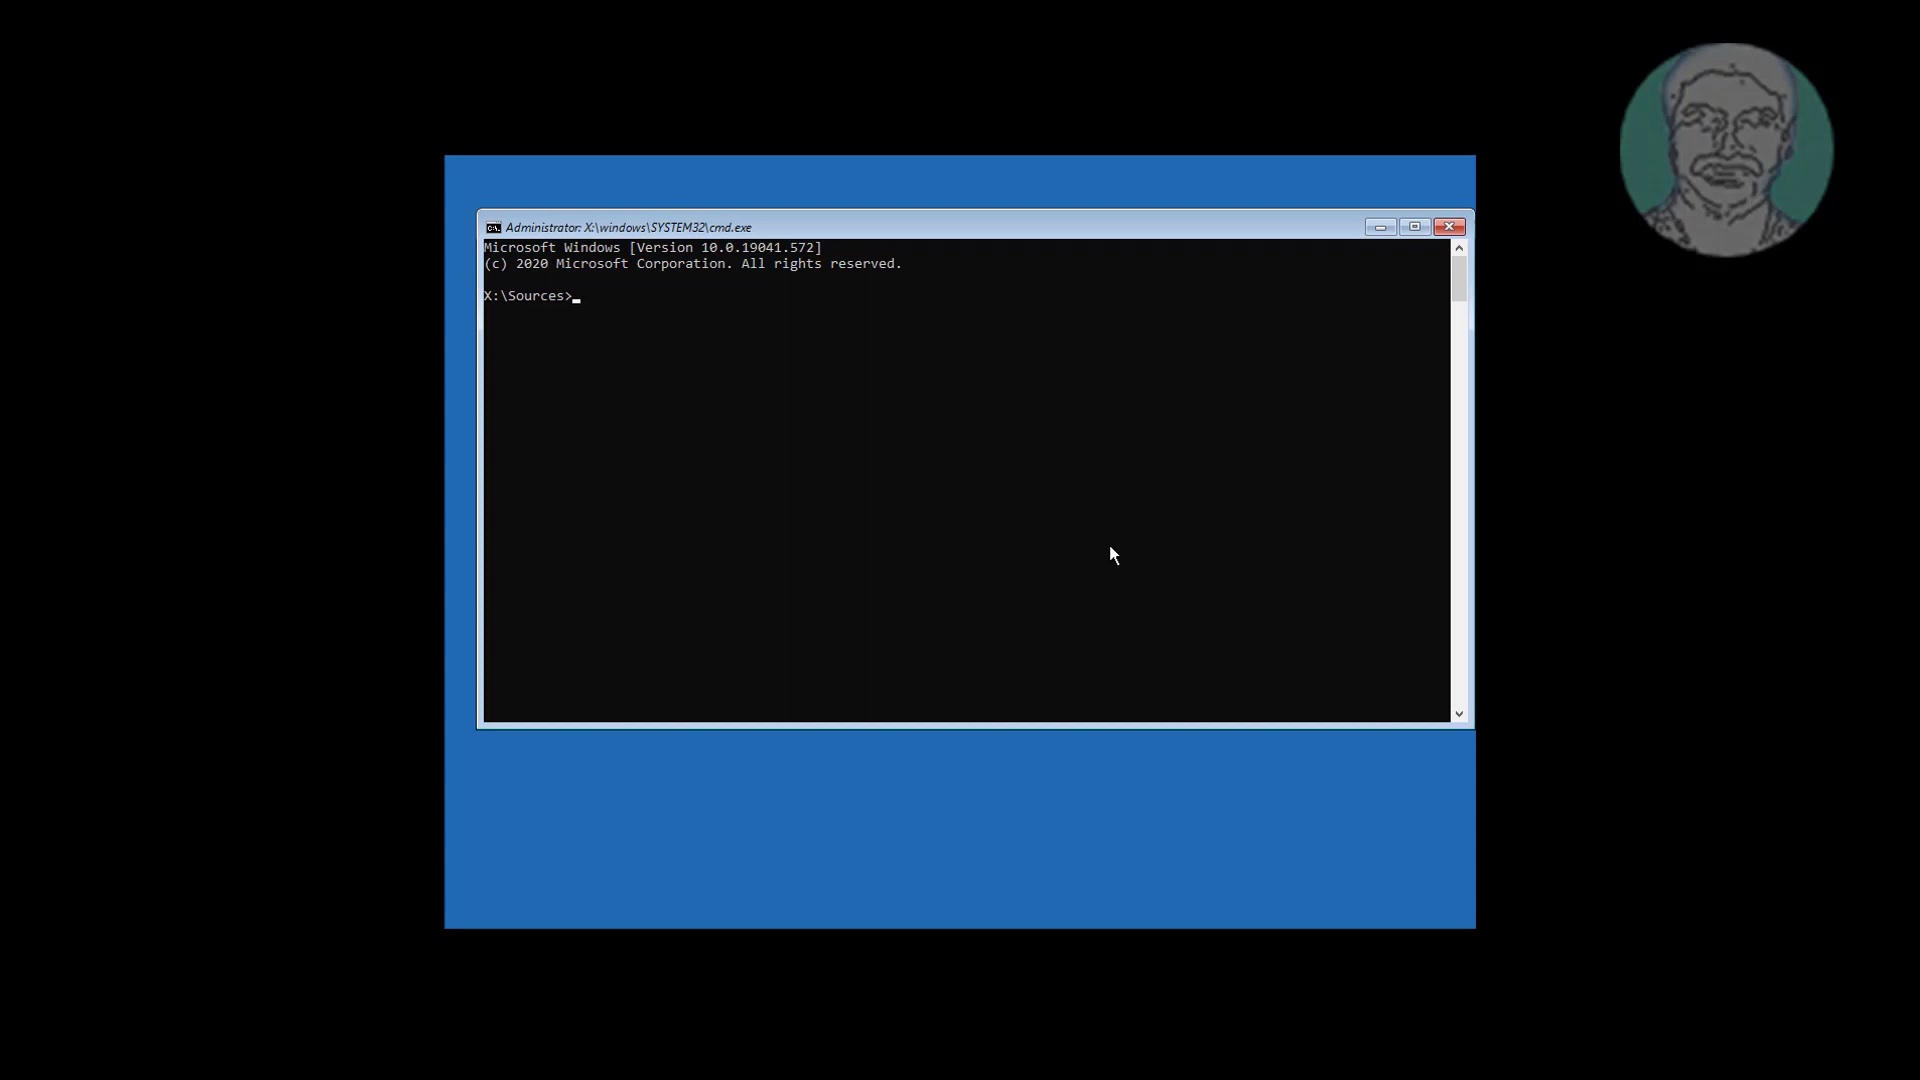 Administrator: X:\windows\SYSTEM32\cmd.exe
Microsoft Windows [Version 10.0.19041.572]
(c) 2020 Microsoft Corporation. All rights reserved.
X:\Sources>